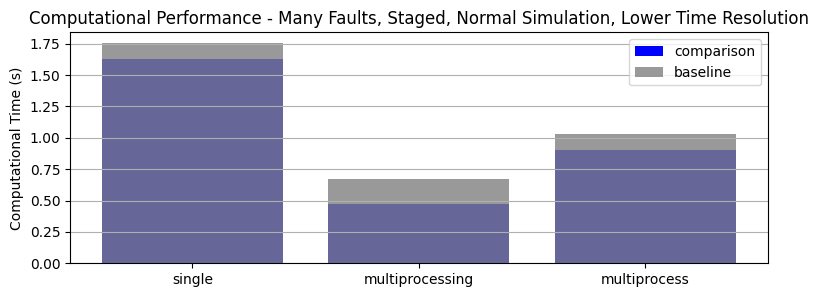 Computational Performance - Many Faults, Staged, Normal Simulation, Lower Time Resolution
Computational Time (s)
1.75
1.50
1.25
1.00
0.75
0.50
0.25
0.00
comparison
baseline
single
multiprocessing
multiprocess